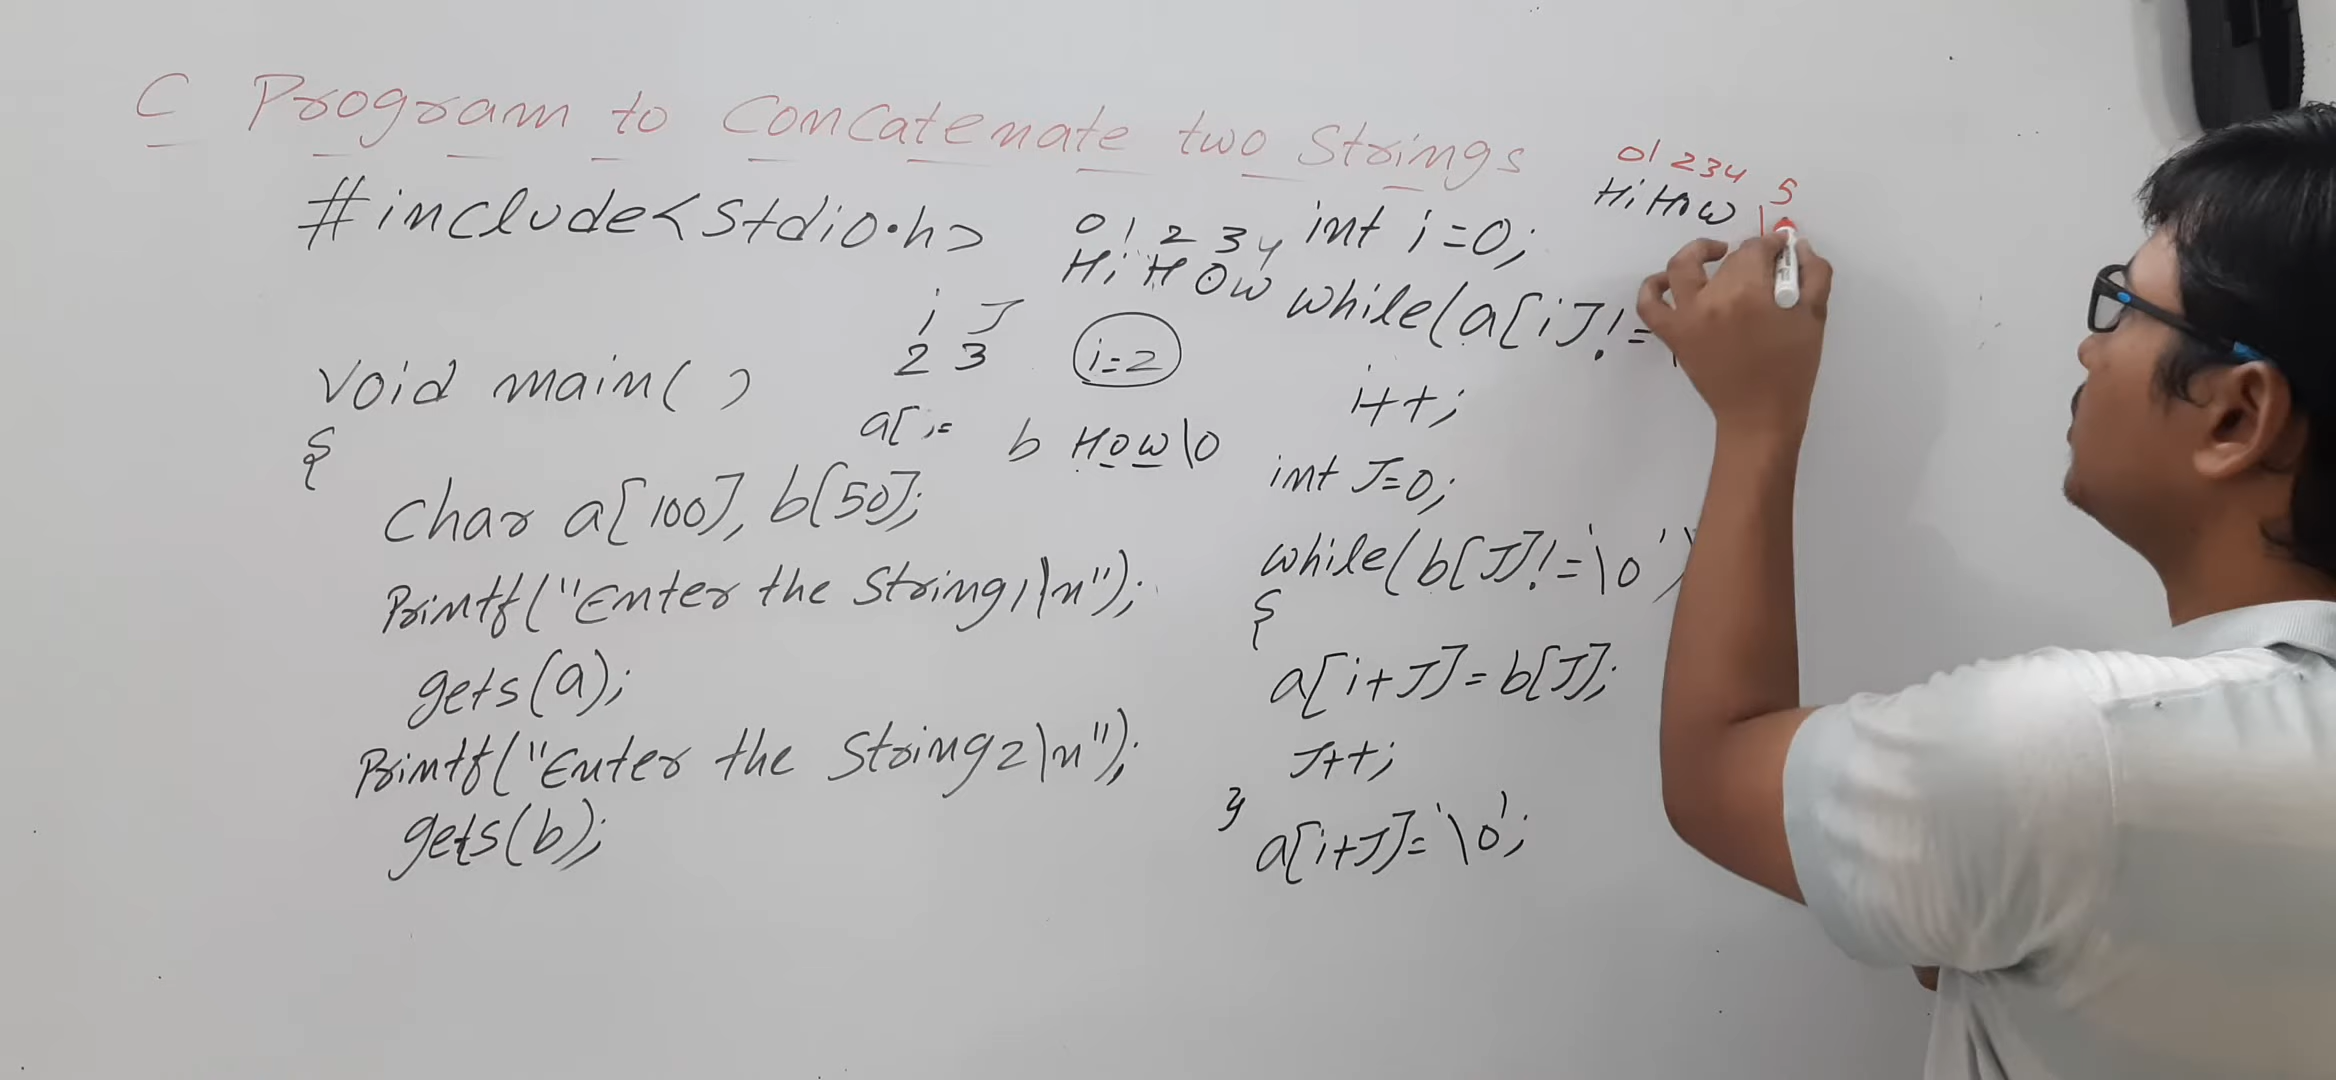 C Program to Concatenate two Strings
#include<stdio.h>
void main( )
{
char a[100], b[50];
Printf("Enter the String1\n");
gets(a);
Printf("Enter the String2\n");
gets(b);
0 1 2 3 4
Hi How
i J
2 3
i=2
a[i=
b How\0
int i=0;
while(a[i]!=
i++;
int J=0;
while(b[J]!='\0')
{
a[i+J]=b[J];
J++;
}
a[i+J]='\0';
0 1 2 3 4 5
Hi How